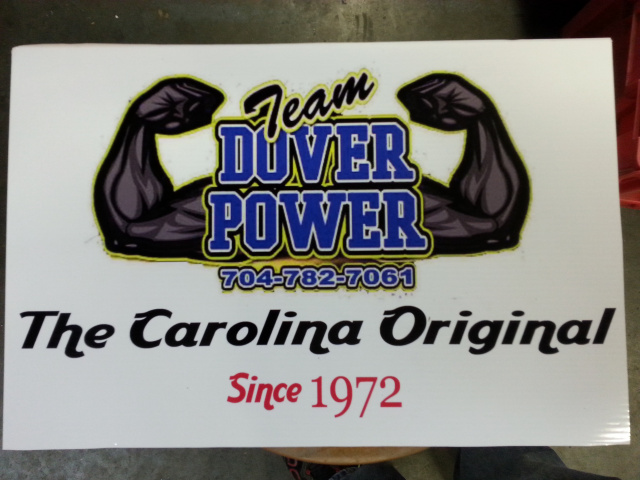 Team
DOVER
POWER
704-782-7061
The Carolina Original
Since 1972